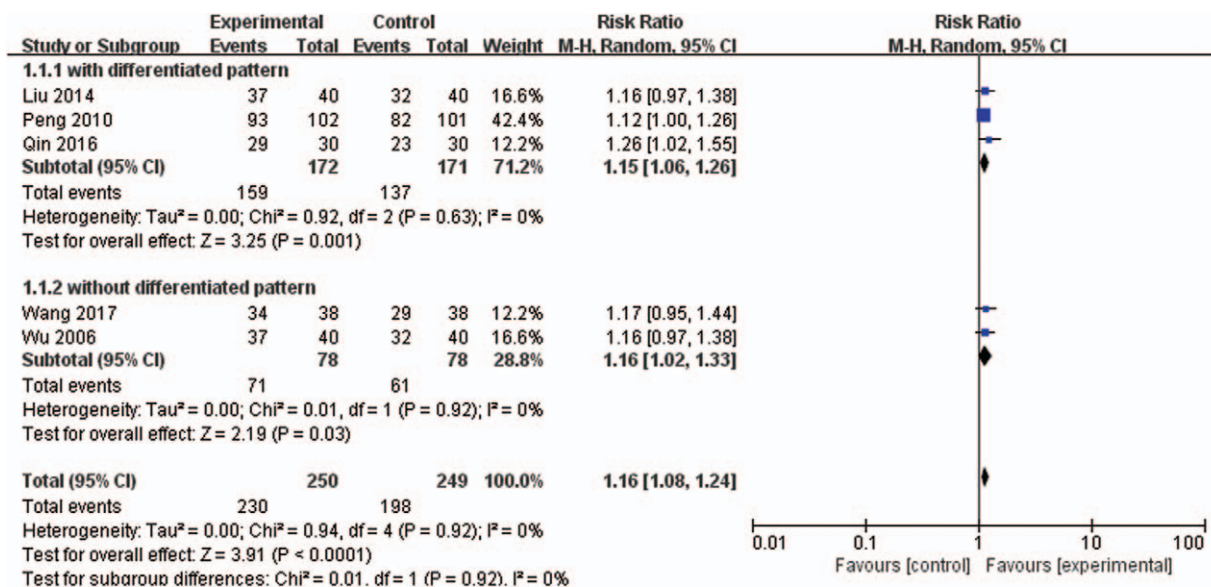 Experimental Control Risk Ratio Risk Ratio
Study or Subgroup Events Total Events Total Weight M-H, Random, 95% CI M-H, Random, 95% CI
1.1.1 with differentiated pattern
Liu 2014 37 40 32 40 16.6% 1.16 [0.97, 1.38]
Peng 2010 93 102 82 101 42.4% 1.12 [1.00, 1.26]
Qin 2016 29 30 23 30 12.2% 1.26 [1.02, 1.55]
Subtotal (95% CI) 172 171 71.2% 1.15 [1.06, 1.26]
Total events 159 137
Heterogeneity: Tau² = 0.00; Chi² = 0.92, df = 2 (P = 0.63); I² = 0%
Test for overall effect: Z = 3.25 (P = 0.001)
1.1.2 without differentiated pattern
Wang 2017 34 38 29 38 12.2% 1.17 [0.95, 1.44]
Wu 2006 37 40 32 40 16.6% 1.16 [0.97, 1.38]
Subtotal (95% CI) 78 78 28.8% 1.16 [1.02, 1.33]
Total events 71 61
Heterogeneity: Tau² = 0.00; Chi² = 0.01, df = 1 (P = 0.92); I² = 0%
Test for overall effect: Z = 2.19 (P = 0.03)
Total (95% CI) 250 249 100.0% 1.16 [1.08, 1.24]
Total events 230 198
Heterogeneity: Tau² = 0.00; Chi² = 0.94, df = 4 (P = 0.92); I² = 0%
Test for overall effect: Z = 3.91 (P < 0.0001)
Test for subgroup differences: Chi² = 0.01, df = 1 (P = 0.92), I² = 0%
0.01 0.1 1 10 100
Favours [control] Favours [experimental]